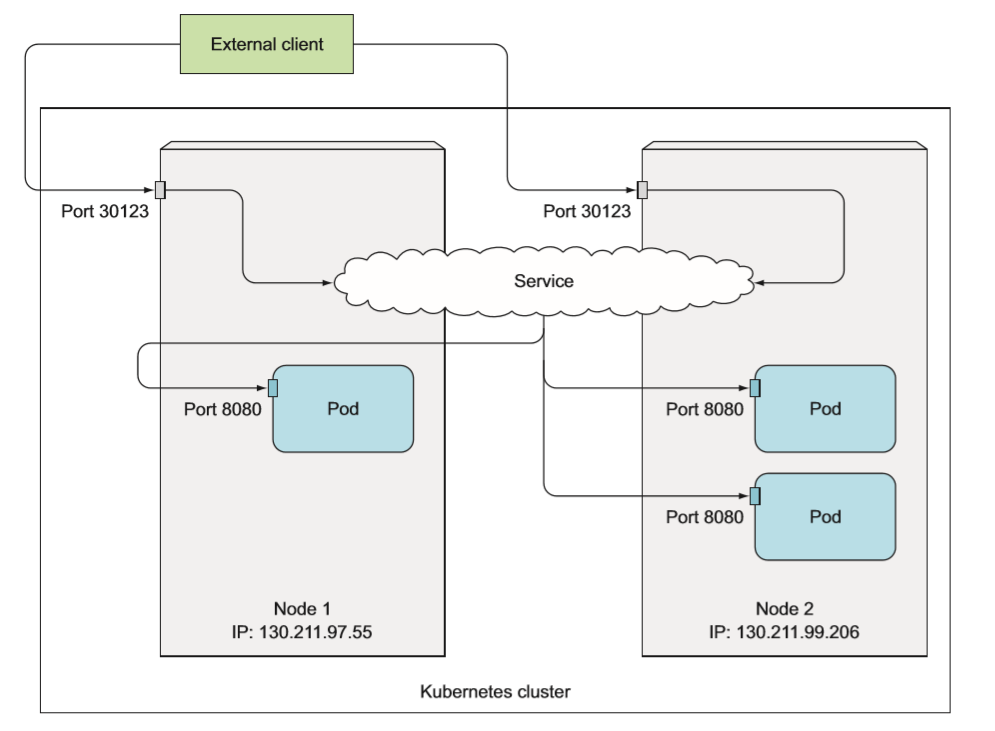 External client
Port 30123
Port 30123
Service
Port 8080
Pod
Port 8080
Pod
Port 8080
Pod
Node 1
IP: 130.211.97.55
Node 2
IP: 130.211.99.206
Kubernetes cluster